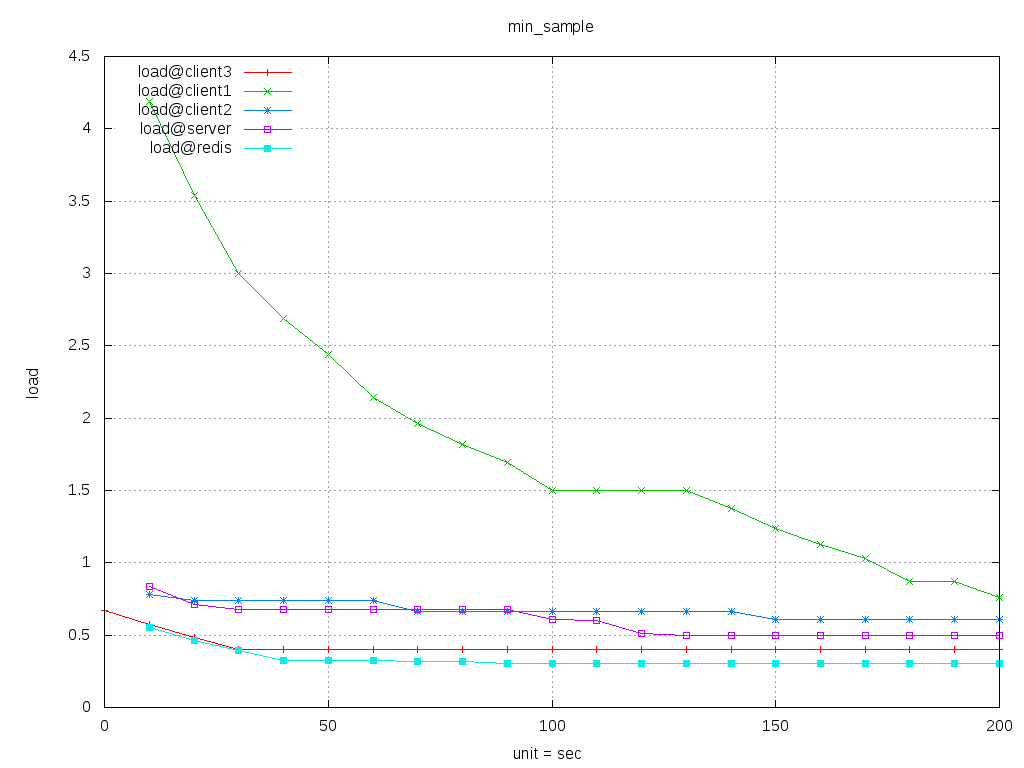 min_sample
load@client3
load@client1
load@client2
load@server
load@redis
4.5
4
3.5
3
2.5
2
1.5
1
0.5
0
load
0 50 100 150 200
unit = sec